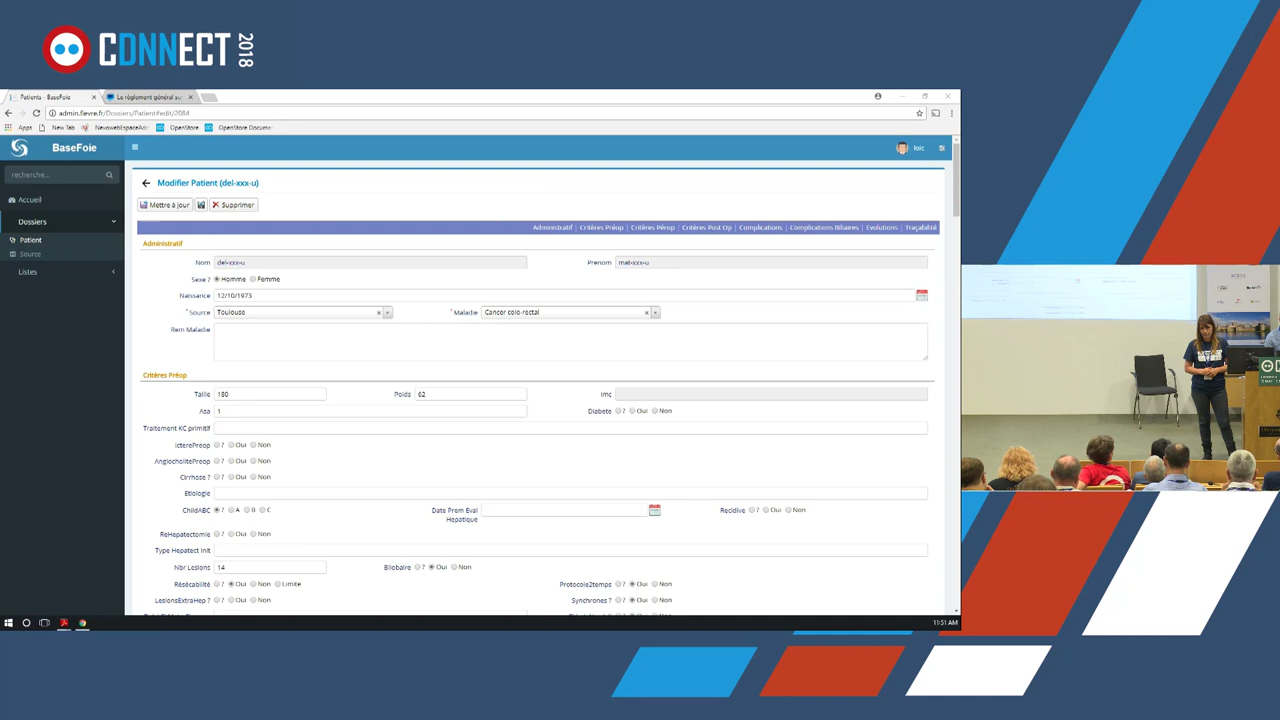 CDNNECT 2018
Patients - BaseFoie
Le règlement général su
admin.fievre.fr/Dossiers/Patient#edit/2084
Apps
New Tab
NevowebEspaceAdr
OpenStore
OpenStore Docume
BaseFoie
loic
recherche...
Accueil
Dossiers
Patient
Source
Listes
Modifier Patient (del-xxx-u)
Mettre à jour
Supprimer
Administratif | Critères Préop | Critères Pérop | Critères Post Op | Complications | Complications Biliaires | Evolutions | Traçabilité
Administratif
Nom del-xxx-u Prenom mat-xxx-u
Sexe ? Homme Femme
Naissance 12/10/1973
* Source Toulouse * Maladie Cancer colo-rectal
Rem Maladie
Critères Préop
Taille 180 Poids 62 Imc
Asa 1 Diabete ? Oui Non
Traitement KC primitif
IcterePreop ? Oui Non
AngiocholitePreop ? Oui Non
Cirrhose ? ? Oui Non
Etiologie
ChildABC ? A B C Date Prem Eval Hepatique Recidive ? Oui Non
ReHepatectomie ? Oui Non
Type Hepatect Init
Nbr Lesions 14 Bilobaire ? Oui Non
Résécabilité ? Oui Non Limite Protocole2temps ? Oui Non
LesionsExtraHep ? ? Oui Non Synchrones ? ? Oui Non
11:51 AM